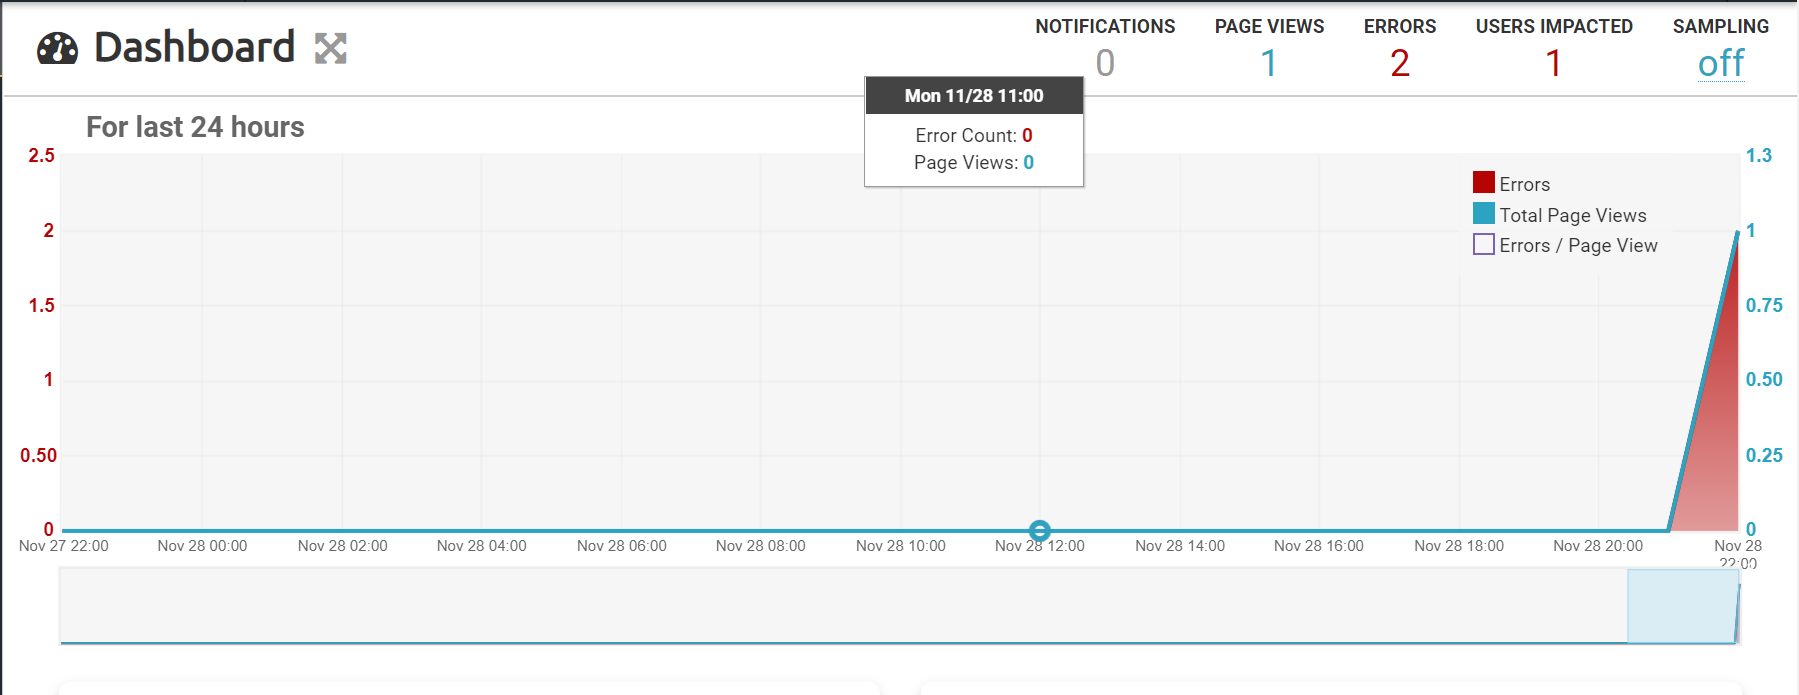 Dashboard
NOTIFICATIONS PAGE VIEWS ERRORS USERS IMPACTED SAMPLING
0 1 2 1 off
Mon 11/28 11:00
Error Count: 0
Page Views: 0
For last 24 hours
2.5 1.3
Errors
Total Page Views
2 1
Errors / Page View
1.5 0.75
1 0.50
0.50 0.25
0 0
Nov 27 22:00 Nov 28 00:00 Nov 28 02:00 Nov 28 04:00 Nov 28 06:00 Nov 28 08:00 Nov 28 10:00 Nov 28 12:00 Nov 28 14:00 Nov 28 16:00 Nov 28 18:00 Nov 28 20:00 Nov 28
22:00